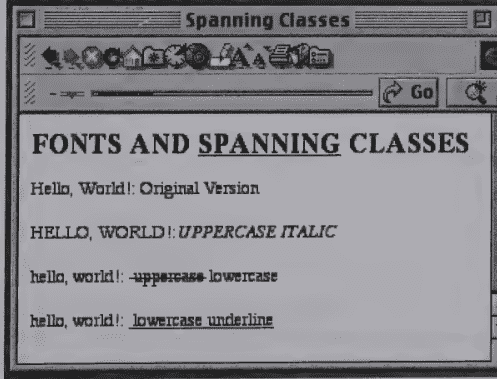 Spanning Classes
Go
FONTS AND SPANNING CLASSES
Hello, World!: Original Version
HELLO, WORLD!: UPPERCASE ITALIC
hello, world!: uppercase lowercase
hello, world!: lowercase underline